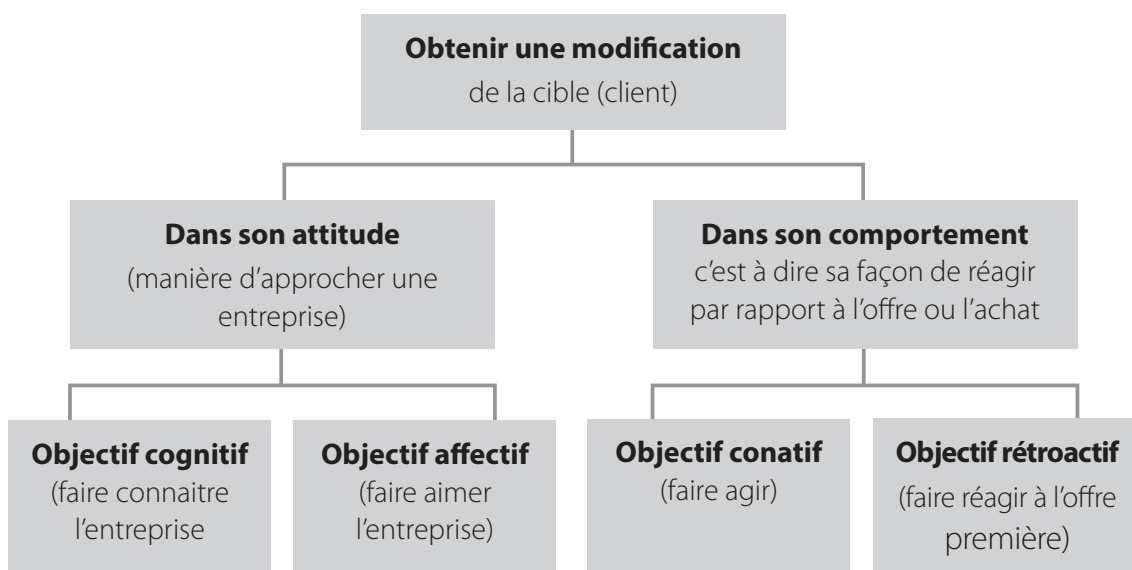 Obtenir une modification
de la cible (client)
Dans son attitude
(manière d'approcher une
entreprise)
Dans son comportement
c'est à dire sa façon de réagir
par rapport à l'offre ou l'achat
Objectif cognitif
(faire connaitre
l'entreprise
Objectif affectif
(faire aimer
l'entreprise)
Objectif conatif
(faire agir)
Objectif rétroactif
(faire réagir à l'offre
première)